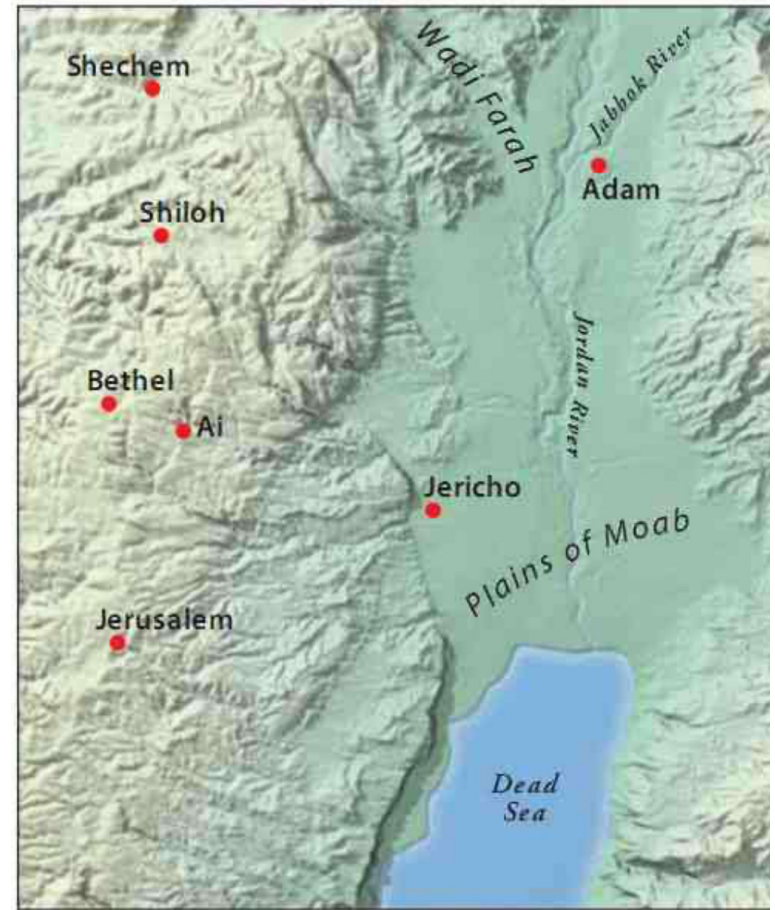 Wadi Farah
Jabbok River
Shechem
Adam
Shiloh
Jordan River
Bethel
Ai
Jericho
Plains of Moab
Jerusalem
Dead
Sea